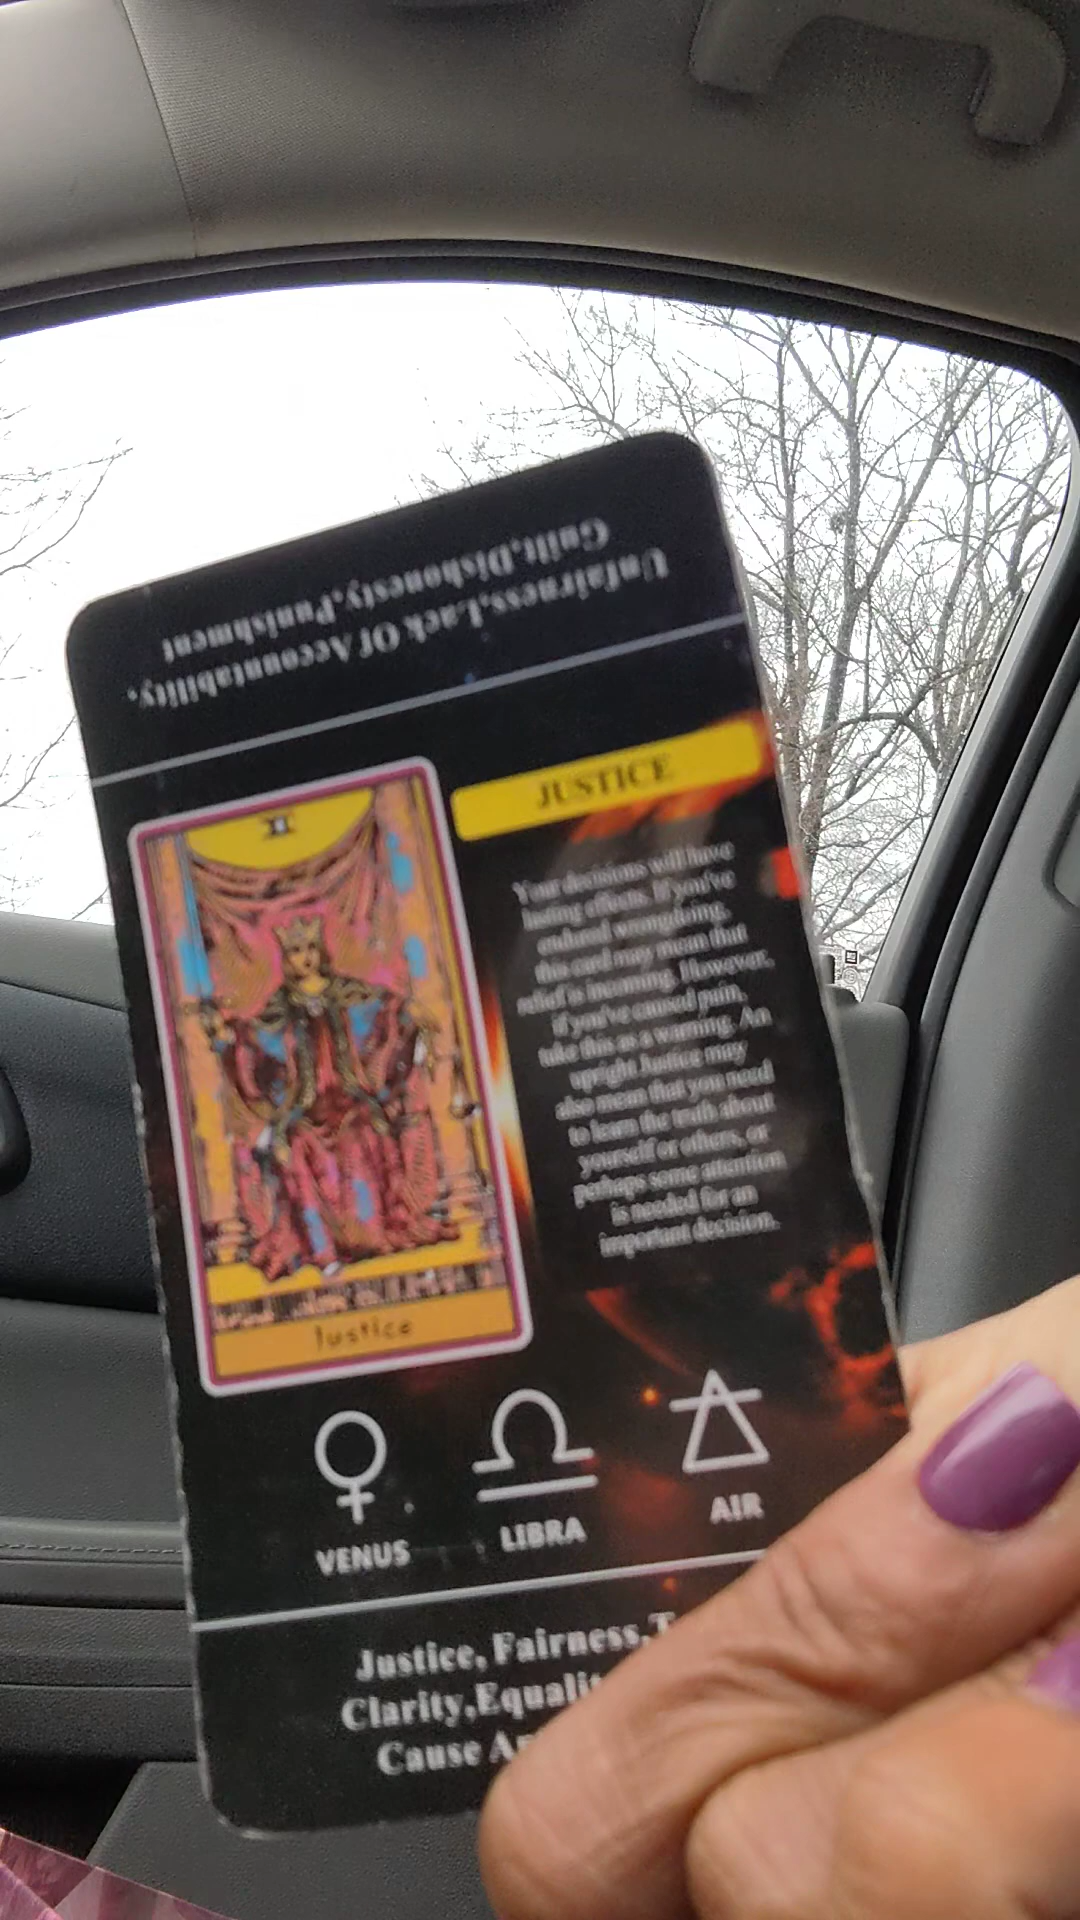 Unfairness,Lack Of Accountability,
Guilt,Dishonesty,Punishment
JUSTICE
Your decisions will have
lasting effects. If you've
endured wrongdoing,
this card may mean that
relief is incoming. However,
if you've caused pain,
take this as a warning. An
upright Justice may
also mean that you need
to learn the truth about
yourself or others, or
perhaps some attention
is needed for an
important decision.
Justice
VENUS
LIBRA
AIR
Justice, Fairness,
Clarity,
Cause